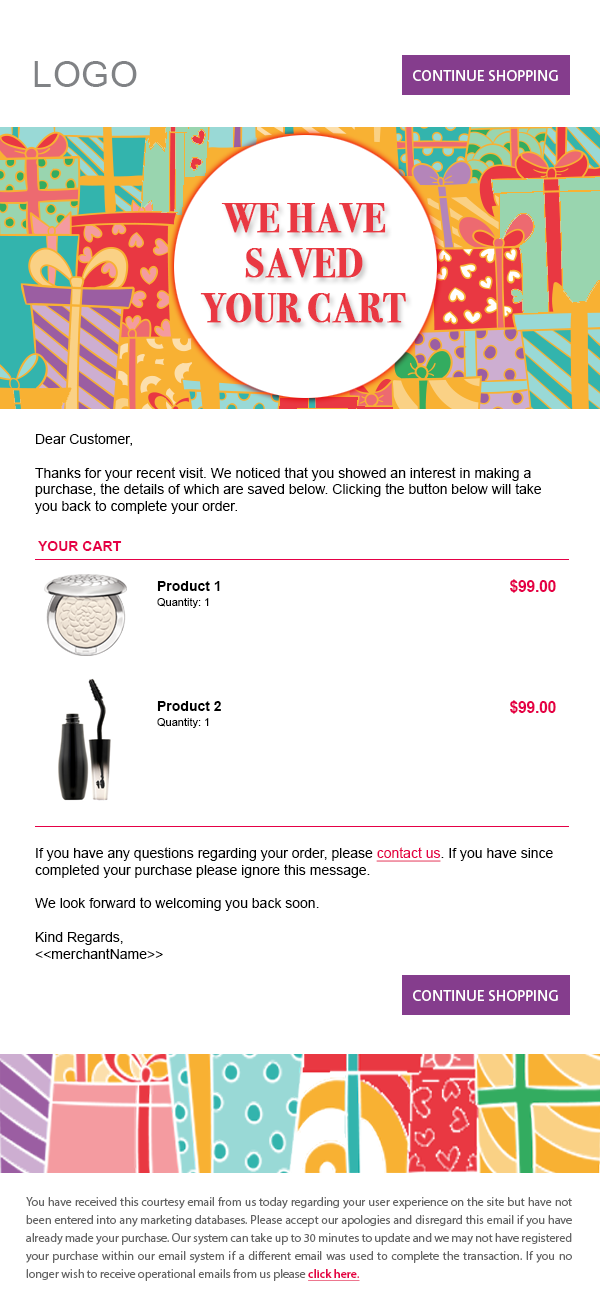 LOGO
CONTINUE SHOPPING
WE HAVE
SAVED
YOUR CART
Dear Customer,
Thanks for your recent visit. We noticed that you showed an interest in making a
purchase, the details of which are saved below. Clicking the button below will take
you back to complete your order.
YOUR CART
Product 1
$99.00
Quantity: 1
Product 2
$99.00
Quantity: 1
If you have any questions regarding your order, please contact us. If you have since
completed your purchase please ignore this message.
We look forward to welcoming you back soon.
Kind Regards,
<<merchantName>>
CONTINUE SHOPPING
You have received this courtesy email from us today regarding your user experience on the site but have not
been entered into any marketing databases. Please accept our apologies and disregard this email if you have
already made your purchase. Our system can take up to 30 minutes to update and we may not have registered
your purchase within our email system if a different email was used to complete the transaction. If you no
longer wish to receive operational emails from us please click here.